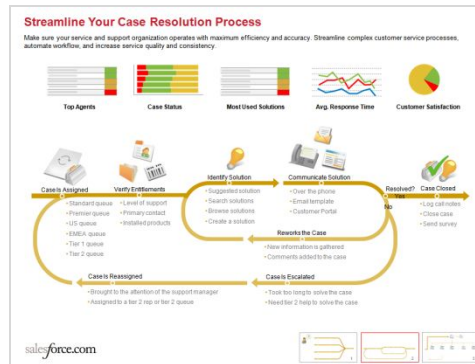 Streamline Your Case Resolution Process
Make sure your service and support organization operates with maximum efficiency and accuracy. Streamline complex customer service processes,
automate workflow, and increase service quality and consistency.
Top Agents
Case Status
Most Used Solutions
Avg. Response Time
Customer Satisfaction
Case Is Assigned
• Standard queue
• Premier queue
• US queue
• EMEA queue
• Tier 1 queue
• Tier 2 queue
Verify Entitlements
• Level of support
• Primary contact
• Installed products
Identify Solution
• Suggested solution
• Search solutions
• Browse solutions
• Create a solution
Communicate Solution
• Over the phone
• Email template
• Customer Portal
Resolved?
Yes
No
Case Closed
• Log call notes
• Close case
• Send survey
Reworks the Case
• New information is gathered
• Comments added to the case
Case Is Reassigned
• Brought to the attention of the support manager
• Assigned to a tier 2 rep or tier 2 queue
Case Is Escalated
• Took too long to solve the case
• Need tier 2 help to solve the case
salesforce.com
1
2